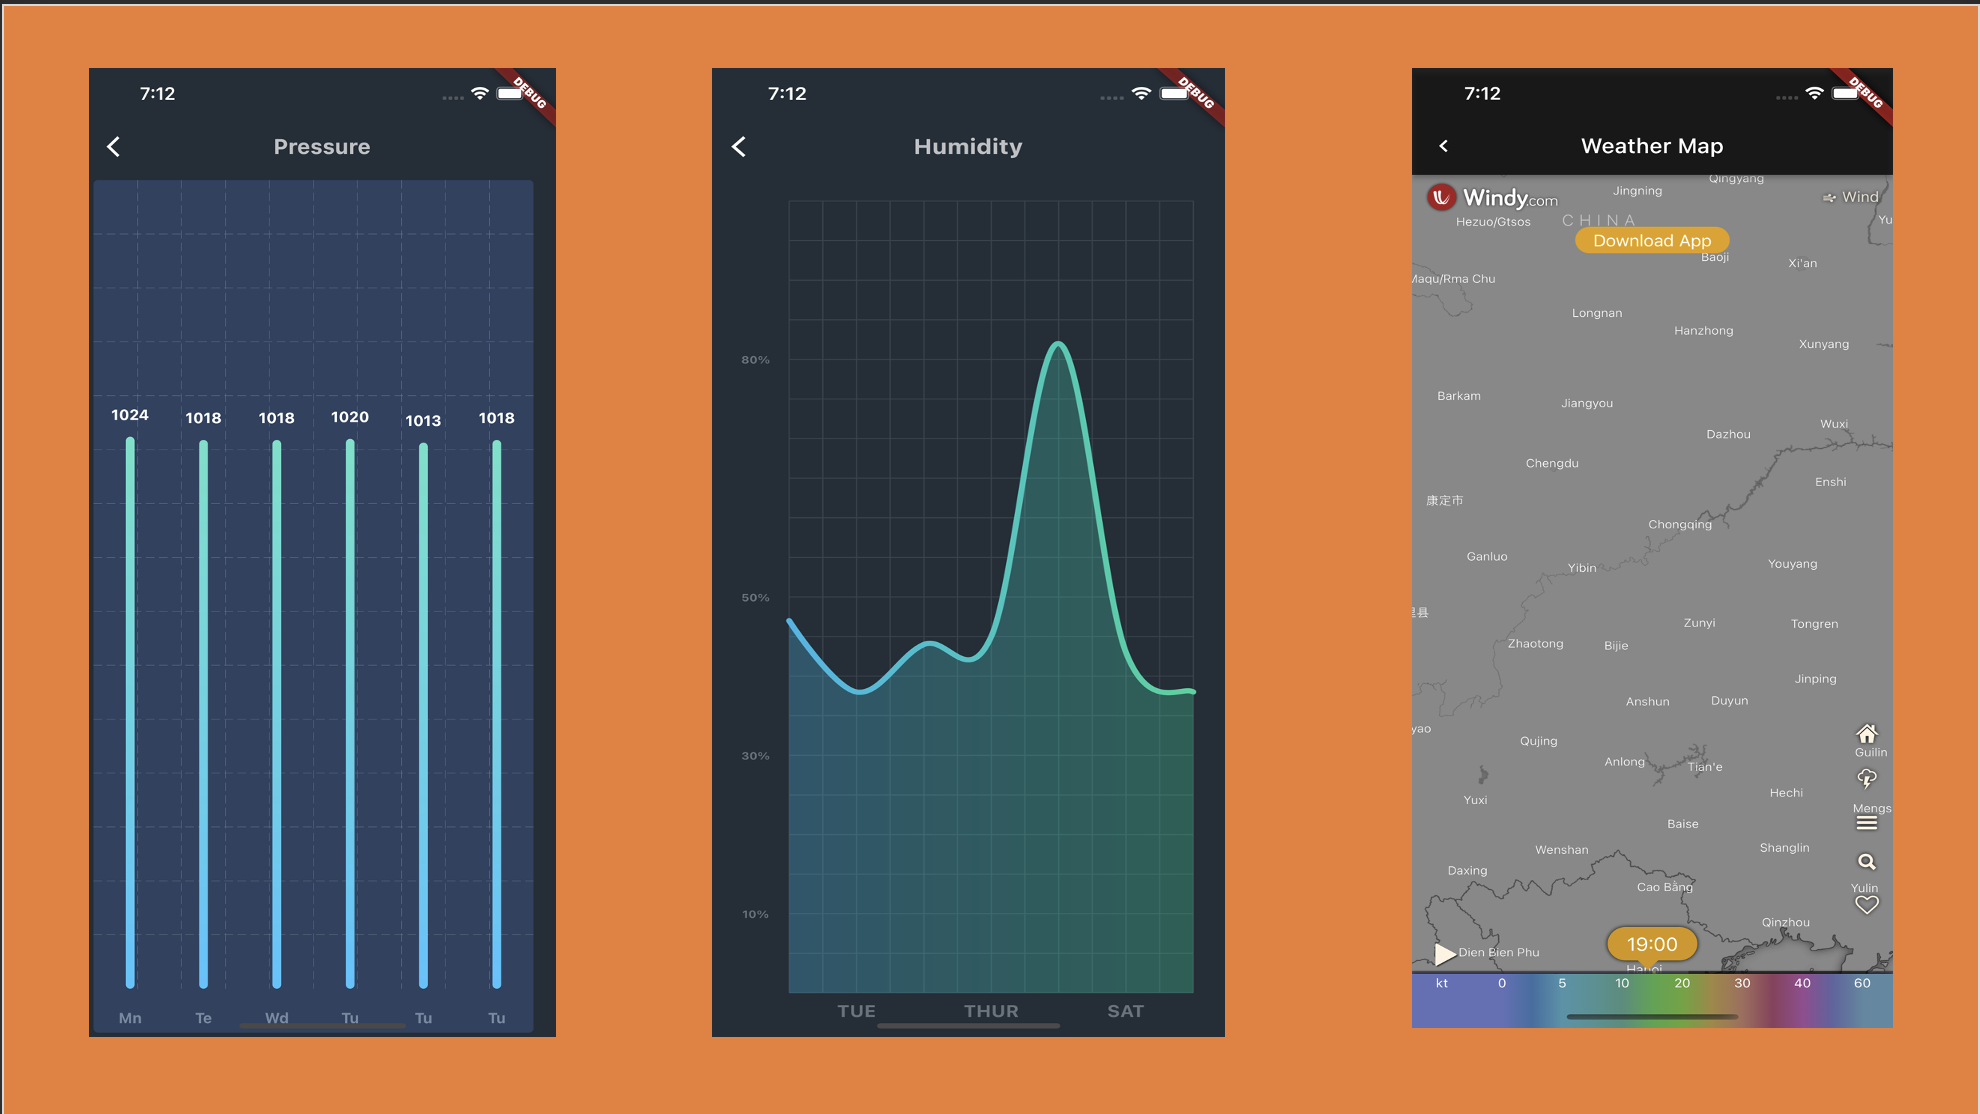 7:12
DEBUG
Pressure
1024 1018 1018 1020 1013 1018
Mn Te Wd Tu Tu Tu
7:12
DEBUG
Humidity
80%
50%
30%
10%
TUE THUR SAT
7:12
DEBUG
Weather Map
Qingyang
Jingning
Windy.com
Wind
Hezuo/Gtsos
CHINA
Yu
Download App
Baoji
Xi'an
Maqu/Rma Chu
Longnan
Hanzhong
Xunyang
Barkam
Jiangyou
Wuxi
Dazhou
Chengdu
Enshi
康定市
Chongqing
Ganluo
Yibin
Youyang
县
Zunyi
Tongren
Zhaotong
Bijie
Jinping
Anshun
Duyun
yao
Qujing
Guilin
Anlong
Tian'e
Yuxi
Hechi
Mengs
Baise
Wenshan
Shanglin
Daxing
Cao Bằng
Yulin
Qinzhou
19:00
Dien Bien Phu
Hanoi
kt 0 5 10 20 30 40 60